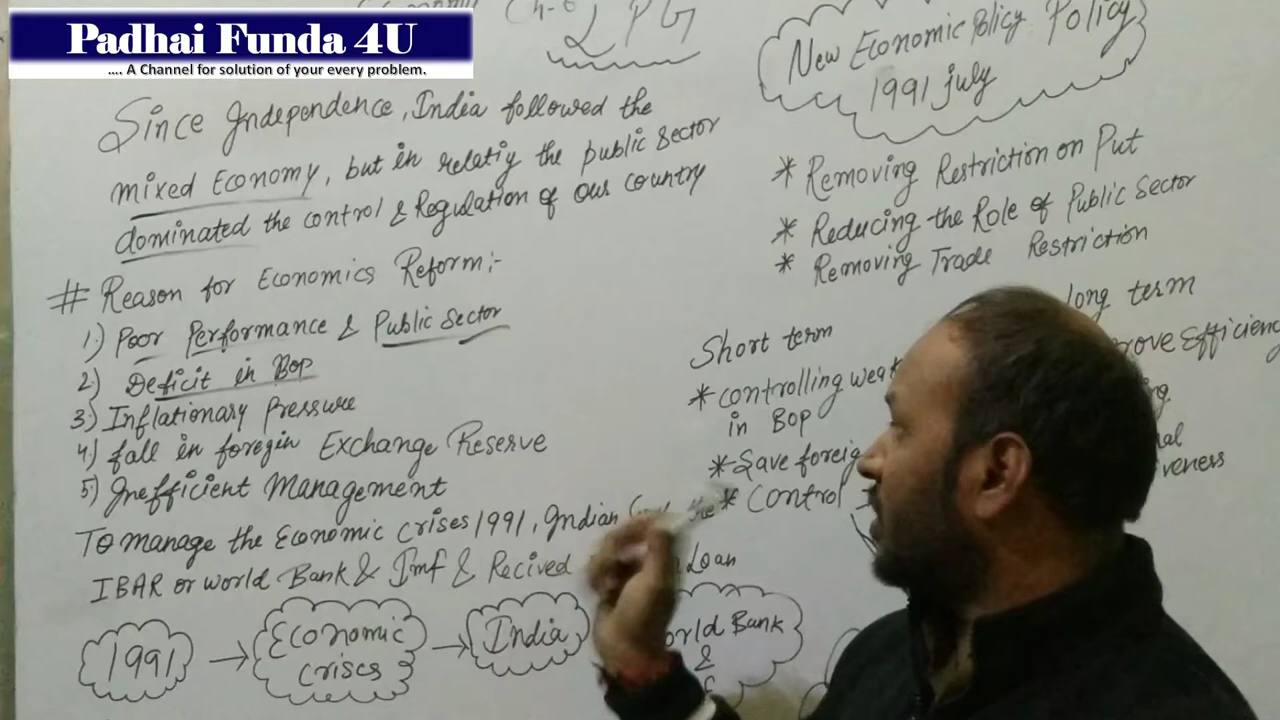 Padhai Funda 4U
.... A Channel for solution of your every problem.
LPG
Since Independence, India followed the
mixed Economy, but in relatig the public Sector
dominated the control & Regulation of our country
# Reason for Economics Reform:-
1.) Poor Performance & Public Sector
2.) Deficit in Bop
3.) Inflationary Pressure
4.) fall in foregin Exchange Reserve
5.) Inefficient Management
To manage the Economic crises 1991, Indian
IBAR or world Bank & Imf & Recived Loan
1991 → Economic crises → India
World Bank
&
New Economic Policy Policy
1991 july
* Removing Restriction on Put
* Reducing the Role of Public Sector
* Removing Trade Restriction
Short term
* controlling
in BOP
* Save
* Control
long term
Efficiency